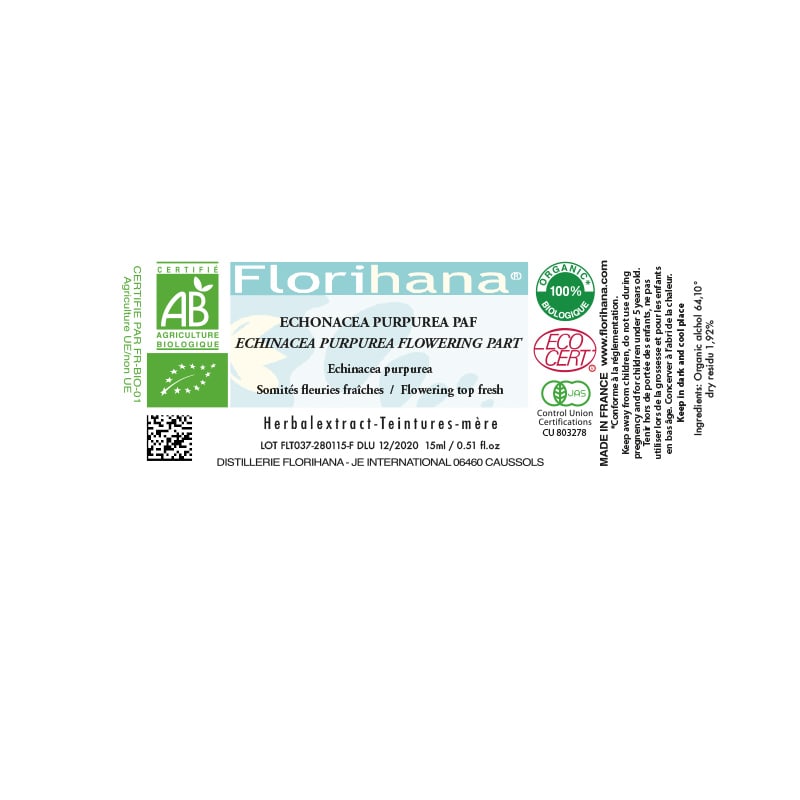 CERTIFIE PAR FR-BIO-01
Agriculture UE/non UE
CERTIFIÉ
AB
AGRICULTURE
BIOLOGIQUE
Florihana®
ECHONACEA PURPUREA PAF
ECHINACEA PURPUREA FLOWERING PART
Echinacea purpurea
Somités fleuries fraîches / Flowering top fresh
Herbalextract-Teintures-mère
LOT FLT037-280115-F DLU 12/2020 15ml / 0.51 fl.oz
DISTILLERIE FLORIHANA - JE INTERNATIONAL 06460 CAUSSOLS
ORGANIC*
100%
BIOLOGIQUE
ECO
CERT
©
JAS
Control Union
Certifications
CU 803278
MADE IN FRANCE www.florihana.com
*Conforme à la réglementation.
Keep away from children, do not use during
pregnency and for children under 5 years old.
Tenir hors de portée des enfants, ne pas
utiliser lors de la grossesse et pour les enfants
en bas âge. Concerver à l'abri de la chaleur.
Keep in dark and cool place
Ingredients: Organic alchol 64,10°
dry residu 1,92%